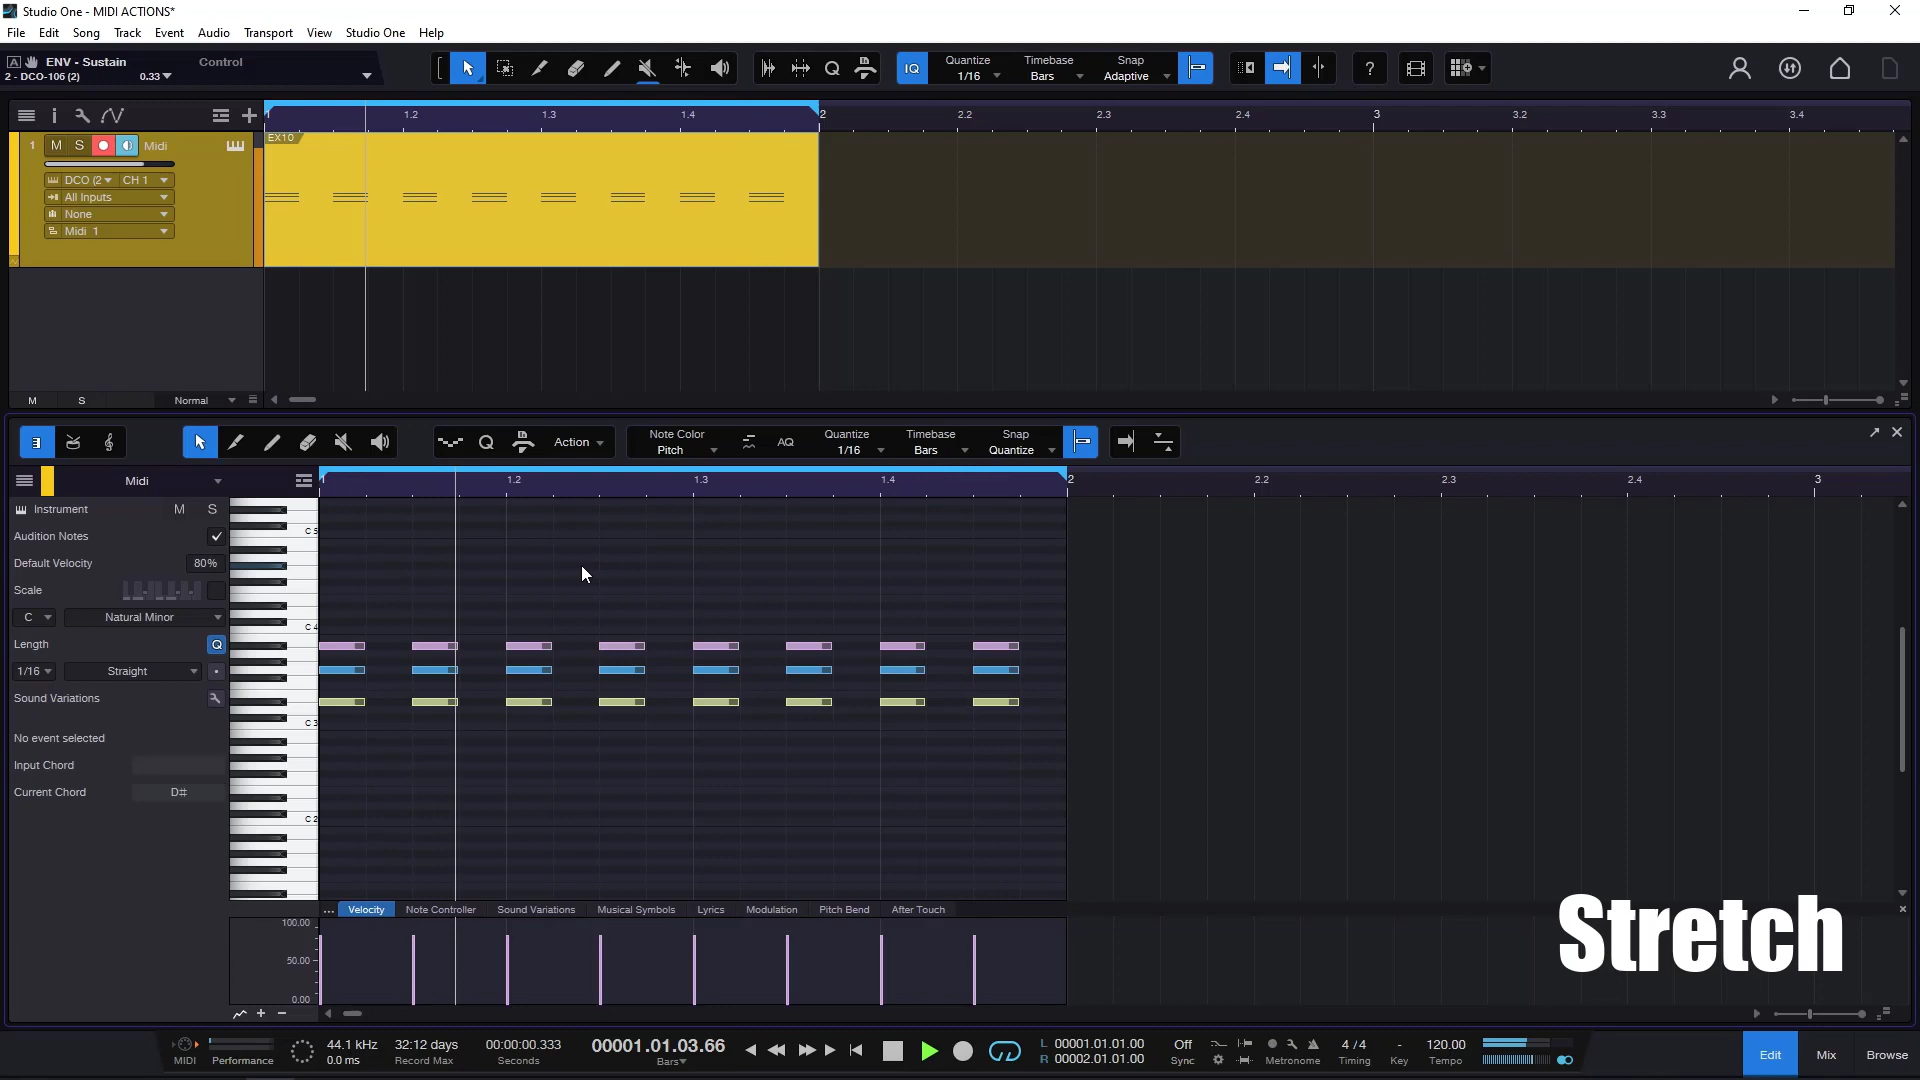 Studio One - MIDI ACTIONS*
File Edit Song Track Event Audio Transport View Studio One Help
A ENV - Sustain Control
2 - DCO-106 (2) 0.33
IQ Quantize Timebase Snap
1/16 Bars Adaptive
?
1 1.2 1.3 1.4 2 2.2 2.3 2.4 3 3.2 3.3 3.4
EX10
1 M S Midi
DCO (2 CH 1
All Inputs
None
Midi 1
M S Normal
Action Note Color AQ Quantize Timebase Snap
Pitch 1/16 Bars Quantize
Midi 1.2 1.3 1.4 2 2.2 2.3 2.4 3
Instrument M S
C 5
Audition Notes
Default Velocity 80%
Scale
C Natural Minor
C 4
Length Q
1/16 Straight
Sound Variations
C 3
No event selected
Input Chord
Current Chord D#
C 2
... Velocity Note Controller Sound Variations Musical Symbols Lyrics Modulation Pitch Bend After Touch
100.00
50.00
0.00
Stretch
MIDI Performance
44.1 kHz
0.0 ms
32:12 days
Record Max
00:00:00.333
Seconds
00001.01.03.66
Bars
L 00001.01.01.00
R 00002.01.01.00
Off
Sync
Metronome
4 / 4
Timing
-
Key
120.00
Tempo
Edit Mix Browse